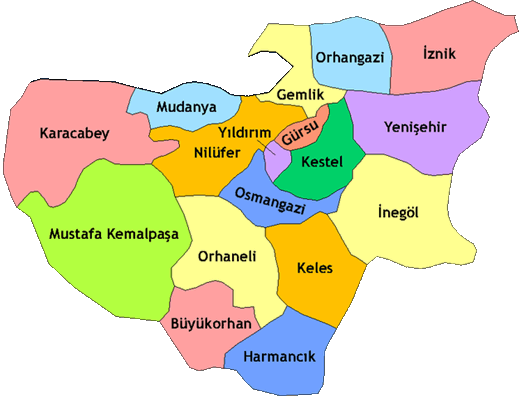 Orhangazi
İznik
Gemlik
Mudanya
Karacabey
Yıldırım
Gürsu
Yenişehir
Nilüfer
Kestel
Osmangazi
İnegöl
Mustafa Kemalpaşa
Orhaneli
Keles
Büyükorhan
Harmancık